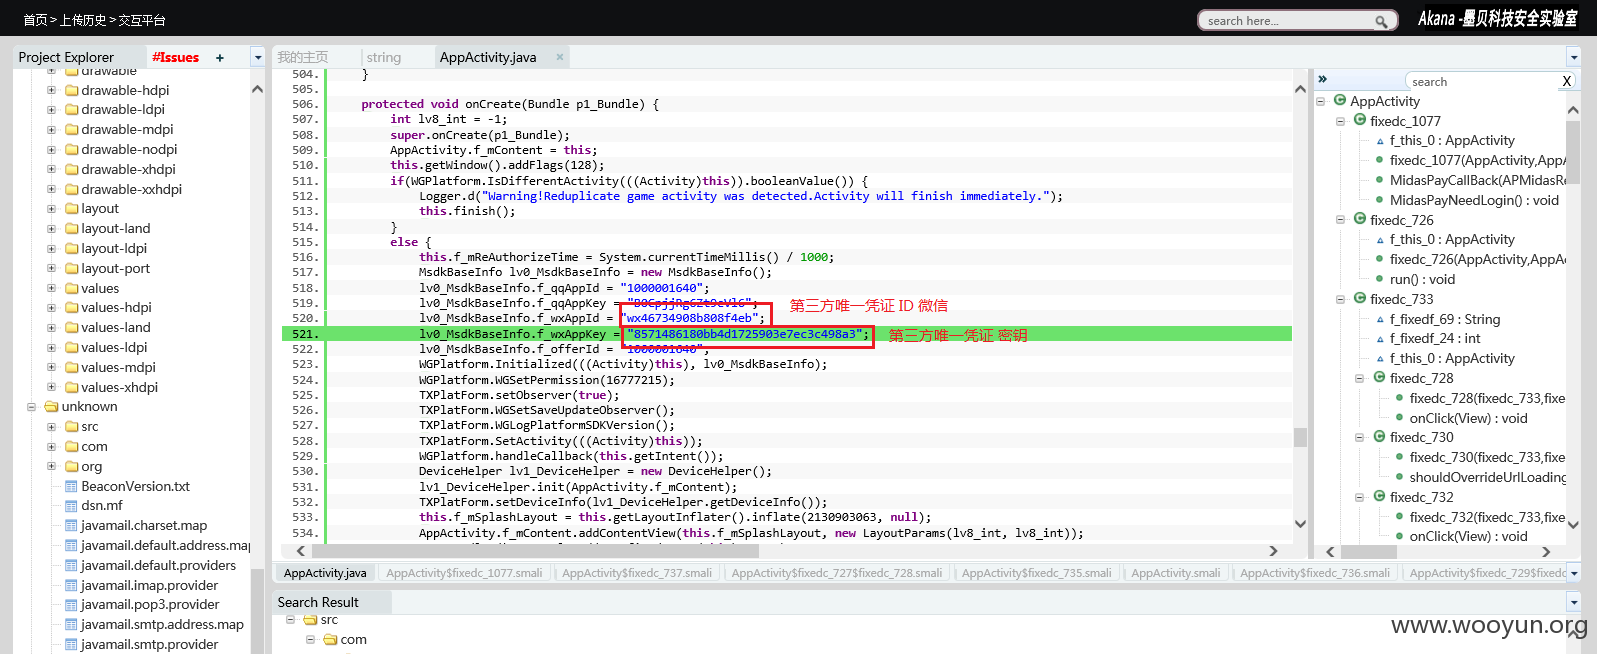 首页 > 上传历史 > 交互平台
search here...
Akana -墨贝科技安全实验室
Project Explorer
#Issues +
我的主页
string
AppActivity.java ×
drawable
drawable-hdpi
drawable-ldpi
drawable-mdpi
drawable-nodpi
drawable-xhdpi
drawable-xxhdpi
layout
layout-land
layout-ldpi
layout-port
values
values-hdpi
values-land
values-ldpi
values-mdpi
values-xhdpi
unknown
src
com
org
BeaconVersion.txt
dsn.mf
javamail.charset.map
javamail.default.address.map
javamail.default.providers
javamail.imap.provider
javamail.pop3.provider
javamail.smtp.address.map
javamail.smtp.provider
504. }
505.
506. protected void onCreate(Bundle p1_Bundle) {
507. int lv8_int = -1;
508. super.onCreate(p1_Bundle);
509. AppActivity.f_mContent = this;
510. this.getWindow().addFlags(128);
511. if(WGPlatform.IsDifferentActivity(((Activity)this)).booleanValue()) {
512. Logger.d("Warning!Reduplicate game activity was detected.Activity will finish immediately.");
513. this.finish();
514. }
515. else {
516. this.f_mReAuthorizeTime = System.currentTimeMillis() / 1000;
517. MsdkBaseInfo lv0_MsdkBaseInfo = new MsdkBaseInfo();
518. lv0_MsdkBaseInfo.f_qqAppId = "1000001640";
519. lv0_MsdkBaseInfo.f_qqAppKey =
520. lv0_MsdkBaseInfo.f_wxAppId = "wx46734908b808f4eb";
第三方唯一凭证 ID 微信
521. lv0_MsdkBaseInfo.f_wxAppKey = "8571486180bb4d1725903e7ec3c498a3";
第三方唯一凭证 密钥
522. lv0_MsdkBaseInfo.f_offerId = "1000001640";
523. WGPlatform.Initialized(((Activity)this), lv0_MsdkBaseInfo);
524. WGPlatform.WGSetPermission(16777215);
525. TXPlatForm.setObserver(true);
526. TXPlatForm.WGSetSaveUpdateObserver();
527. TXPlatForm.WGLogPlatformSDKVersion();
528. TXPlatForm.SetActivity(((Activity)this));
529. WGPlatform.handleCallback(this.getIntent());
530. DeviceHelper lv1_DeviceHelper = new DeviceHelper();
531. lv1_DeviceHelper.init(AppActivity.f_mContent);
532. TXPlatForm.setDeviceInfo(lv1_DeviceHelper.getDeviceInfo());
533. this.f_mSplashLayout = this.getLayoutInflater().inflate(2130903063, null);
534. AppActivity.f_mContent.addContentView(this.f_mSplashLayout, new LayoutParams(lv8_int, lv8_int));
» search X
AppActivity
fixedc_1077
f_this_0 : AppActivity
fixedc_1077(AppActivity,AppA
MidasPayCallBack(APMidasRe
MidasPayNeedLogin() : void
fixedc_726
f_this_0 : AppActivity
fixedc_726(AppActivity,AppAc
run() : void
fixedc_733
f_fixedf_69 : String
f_fixedf_24 : int
f_this_0 : AppActivity
fixedc_728
fixedc_728(fixedc_733,fixe
onClick(View) : void
fixedc_730
fixedc_730(fixedc_733,fixe
shouldOverrideUrlLoading
fixedc_732
fixedc_732(fixedc_733,fixe
onClick(View) : void
AppActivity.java
AppActivity$fixedc_1077.smali
AppActivity$fixedc_737.smali
AppActivity$fixedc_727$fixedc_728.smali
AppActivity$fixedc_735.smali
AppActivity.smali
AppActivity$fixedc_736.smali
AppActivity$fixedc_729$fixedc
Search Result
src
com
www.wooyun.org